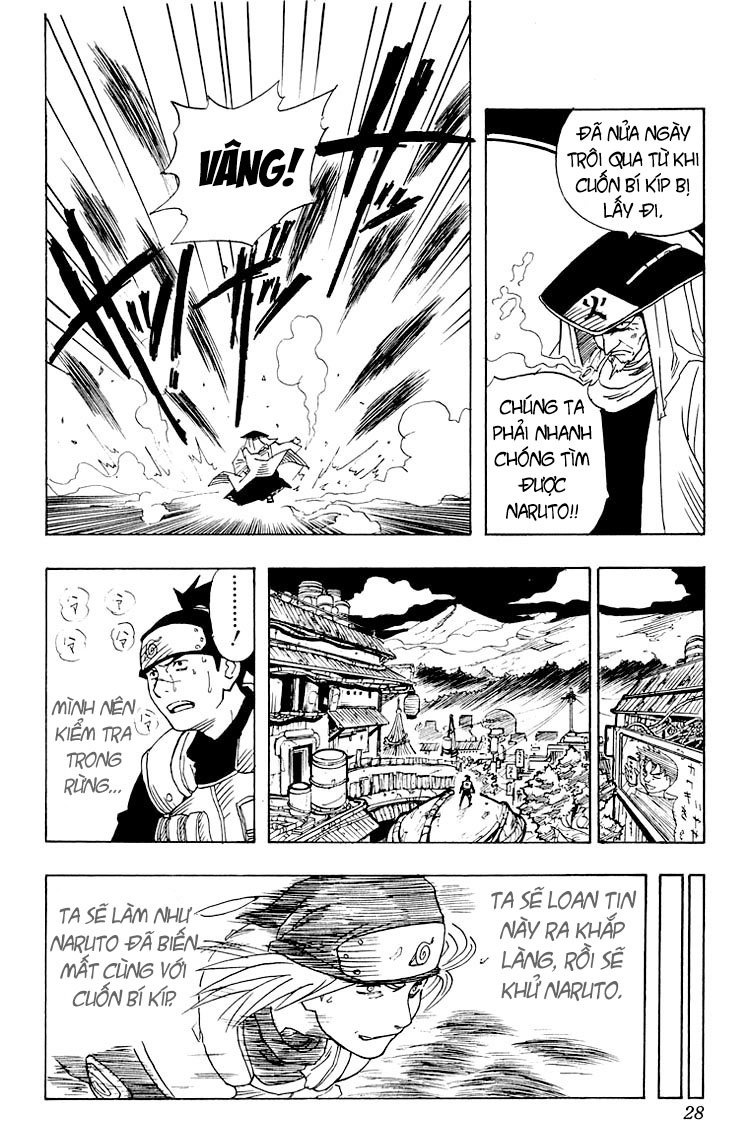 ĐÃ NỬA NGÀY
TRÔI QUA TỪ KHI
CUỐN BÍ KÍP BỊ
LẤY ĐI.
CHÚNG TA
PHẢI NHANH
CHÓNG TÌM
ĐƯỢC
NARUTO!!
VÂNG!
MÌNH NÊN
KIỂM TRA
TRONG
RỪNG...
TA SẼ LOAN TIN
NÀY RA KHẮP
LÀNG, RỒI SẼ
KHỬ NARUTO.
TA SẼ LÀM NHƯ
NARUTO ĐÃ BIẾN
MẤT CÙNG VỚI
CUỐN BÍ KÍP.
28